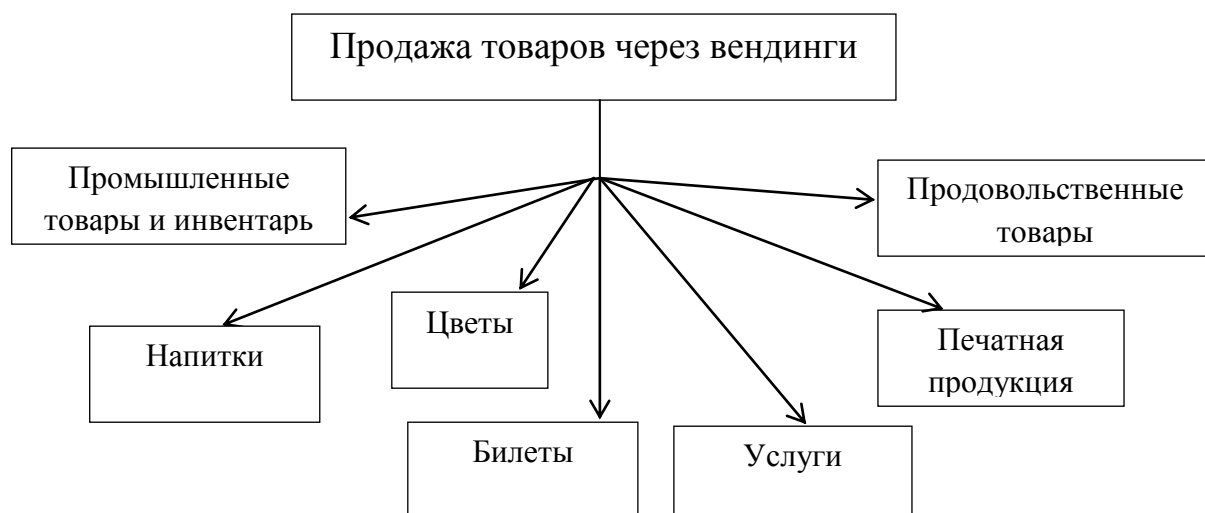 Продажа товаров через вендинги
Промышленные
товары и инвентарь
Продовольственные
товары
Цветы
Напитки
Печатная
продукция
Билеты
Услуги